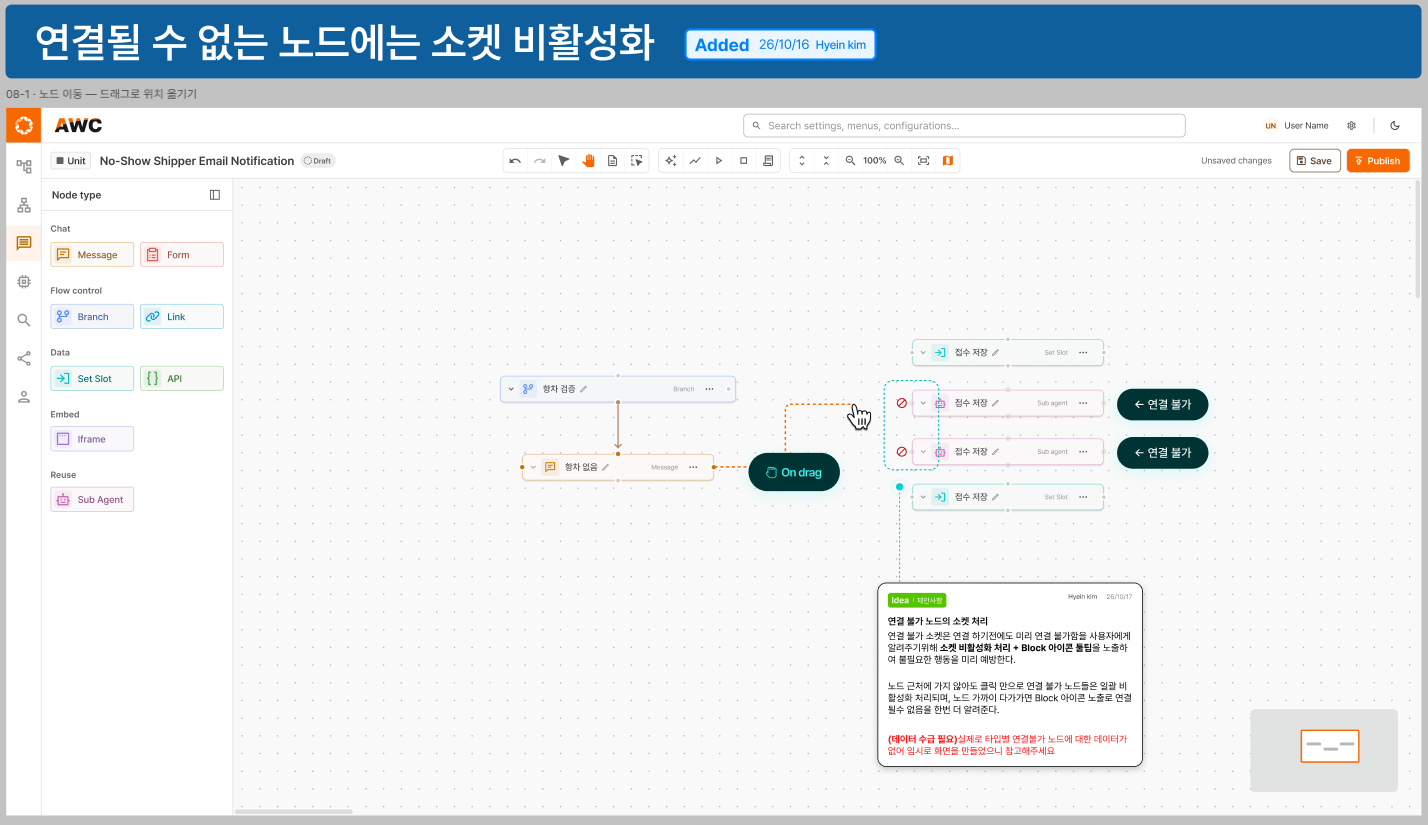 연결될 수 없는 노드에는 소켓 비활성화
Added 26/10/16 Hyein kim
08-1 · 노드 이동 — 드래그로 위치 옮기기
AWC
Search settings, menus, configurations...
UN User Name
Unit
No-Show Shipper Email Notification
Draft
100%
Unsaved changes
Save
Publish
Node type
Chat
Message
Form
Flow control
Branch
Link
Data
Set Slot
API
Embed
Iframe
Reuse
Sub Agent
항차 검증
Branch
항차 없음
Message
On drag
접수 저장
Set Slot
접수 저장
Sub agent
← 연결 불가
접수 저장
Sub agent
← 연결 불가
접수 저장
Set Slot
Idea : 제안사항
Hyein kim 26/10/17
연결 불가 노드의 소켓 처리
연결 불가 소켓은 연결 하기전에도 미리 연결 불가함을 사용자에게
알려주기위해 소켓 비활성화 처리 + Block 아이콘 툴팁을 노출하
여 불필요한 행동을 미리 예방한다.
노드 근처에 가지 않아도 클릭 만으로 연결 불가 노드들은 일괄 비
활성화 처리되며, 노드 가까이 다가가면 Block 아이콘 노출로 연결
될수 없음을 한번 더 알려준다.
(데이터 수급 필요)실제로 타입별 연결불가 노드에 대한 데이터가
없어 임시로 화면을 만들었으니 참고해주세요